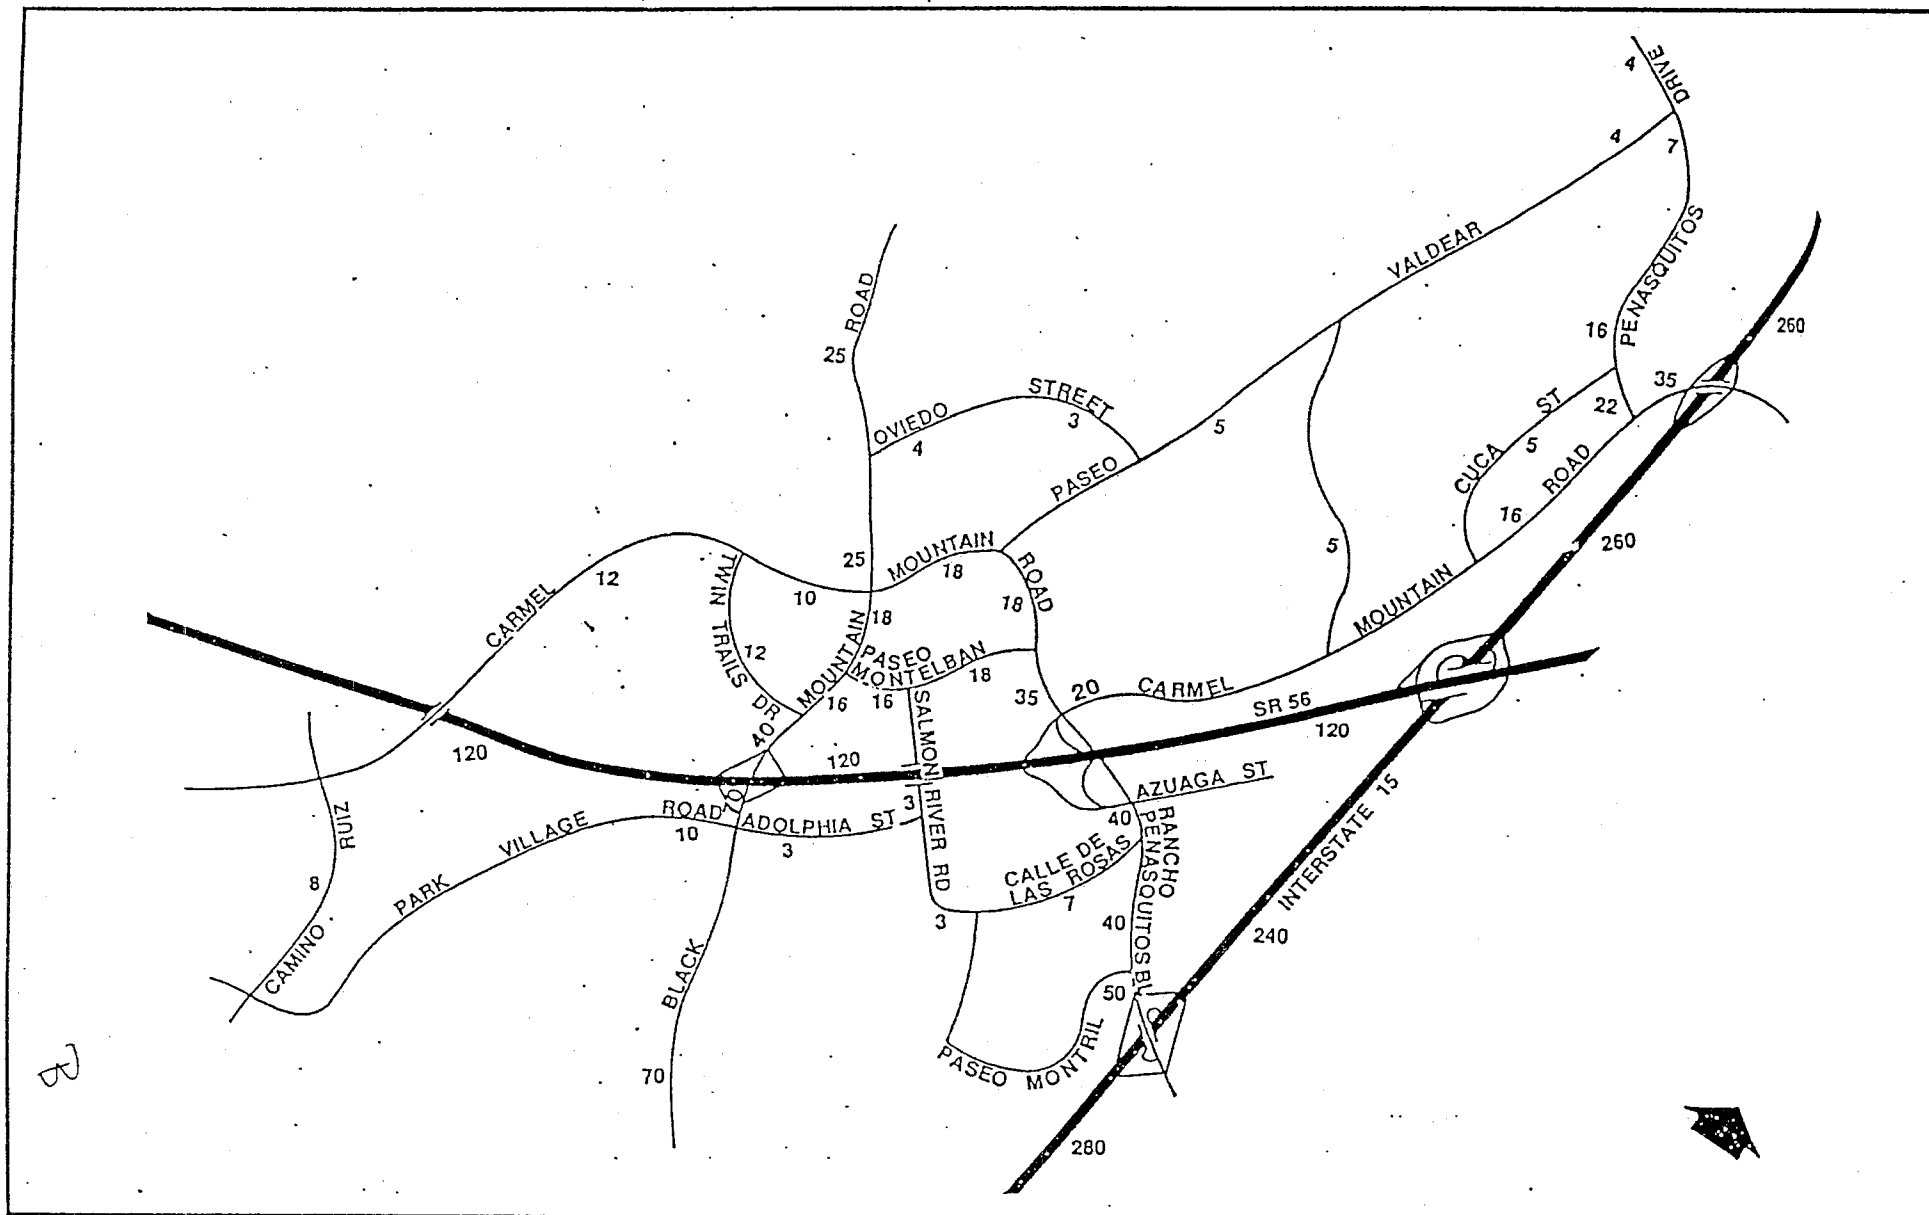 4
DRIVE
4
7
PENASQUITOS
VALDEAR
260
ROAD
25
16
35
STREET
OVIEDO
4
3
ST
22
5
CUCA
5
ROAD
PASEO
16
260
MOUNTAIN
25
18
ROAD
5
12
TWIN TRAILS DR
10
18
18
CARMEL
MOUNTAIN
MOUNTAIN
12
PASEO
MONTELBAN
18
16
16
35
20
CARMEL
SR 56
120
SALMON RIVER RD
40
120
120
AZUAGA ST
3
70
ROAD
ADOLPHIA ST
10
3
40
RANCHO
PENASQUITOS BL
INTERSTATE 15
RUIZ
VILLAGE
CALLE DE
LAS ROSAS
7
8
PARK
3
40
240
CAMINO
BLACK
50
PASEO MONTRIL
70
280
B